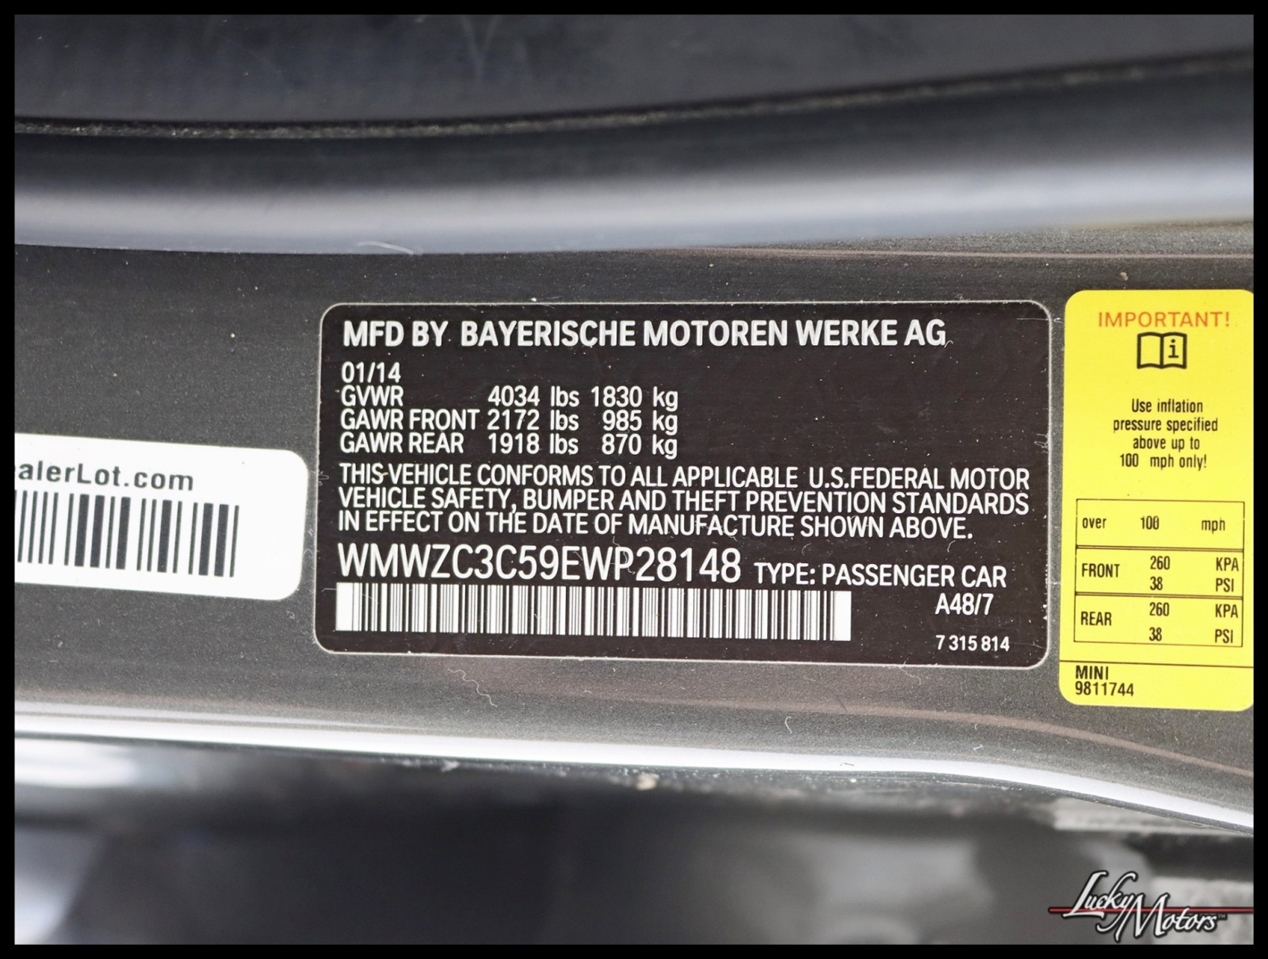 MFD BY BAYERISCHE MOTOREN WERKE AG
01/14
GVWR 4034 lbs 1830 kg
GAWR FRONT 2172 lbs 985 kg
GAWR REAR 1918 lbs 870 kg
THIS VEHICLE CONFORMS TO ALL APPLICABLE U.S.FEDERAL MOTOR
VEHICLE SAFETY, BUMPER AND THEFT PREVENTION STANDARDS
IN EFFECT ON THE DATE OF MANUFACTURE SHOWN ABOVE.
WMWZC3C59EWP28148 TYPE: PASSENGER CAR
A48/7
7 315 814
alerLot.com
IMPORTANT!
i
Use inflation
pressure specified
above up to
100 mph only!
over 100 mph
FRONT 260 KPA
38 PSI
REAR 260 KPA
38 PSI
MINI
9811744
Lucky
Motors